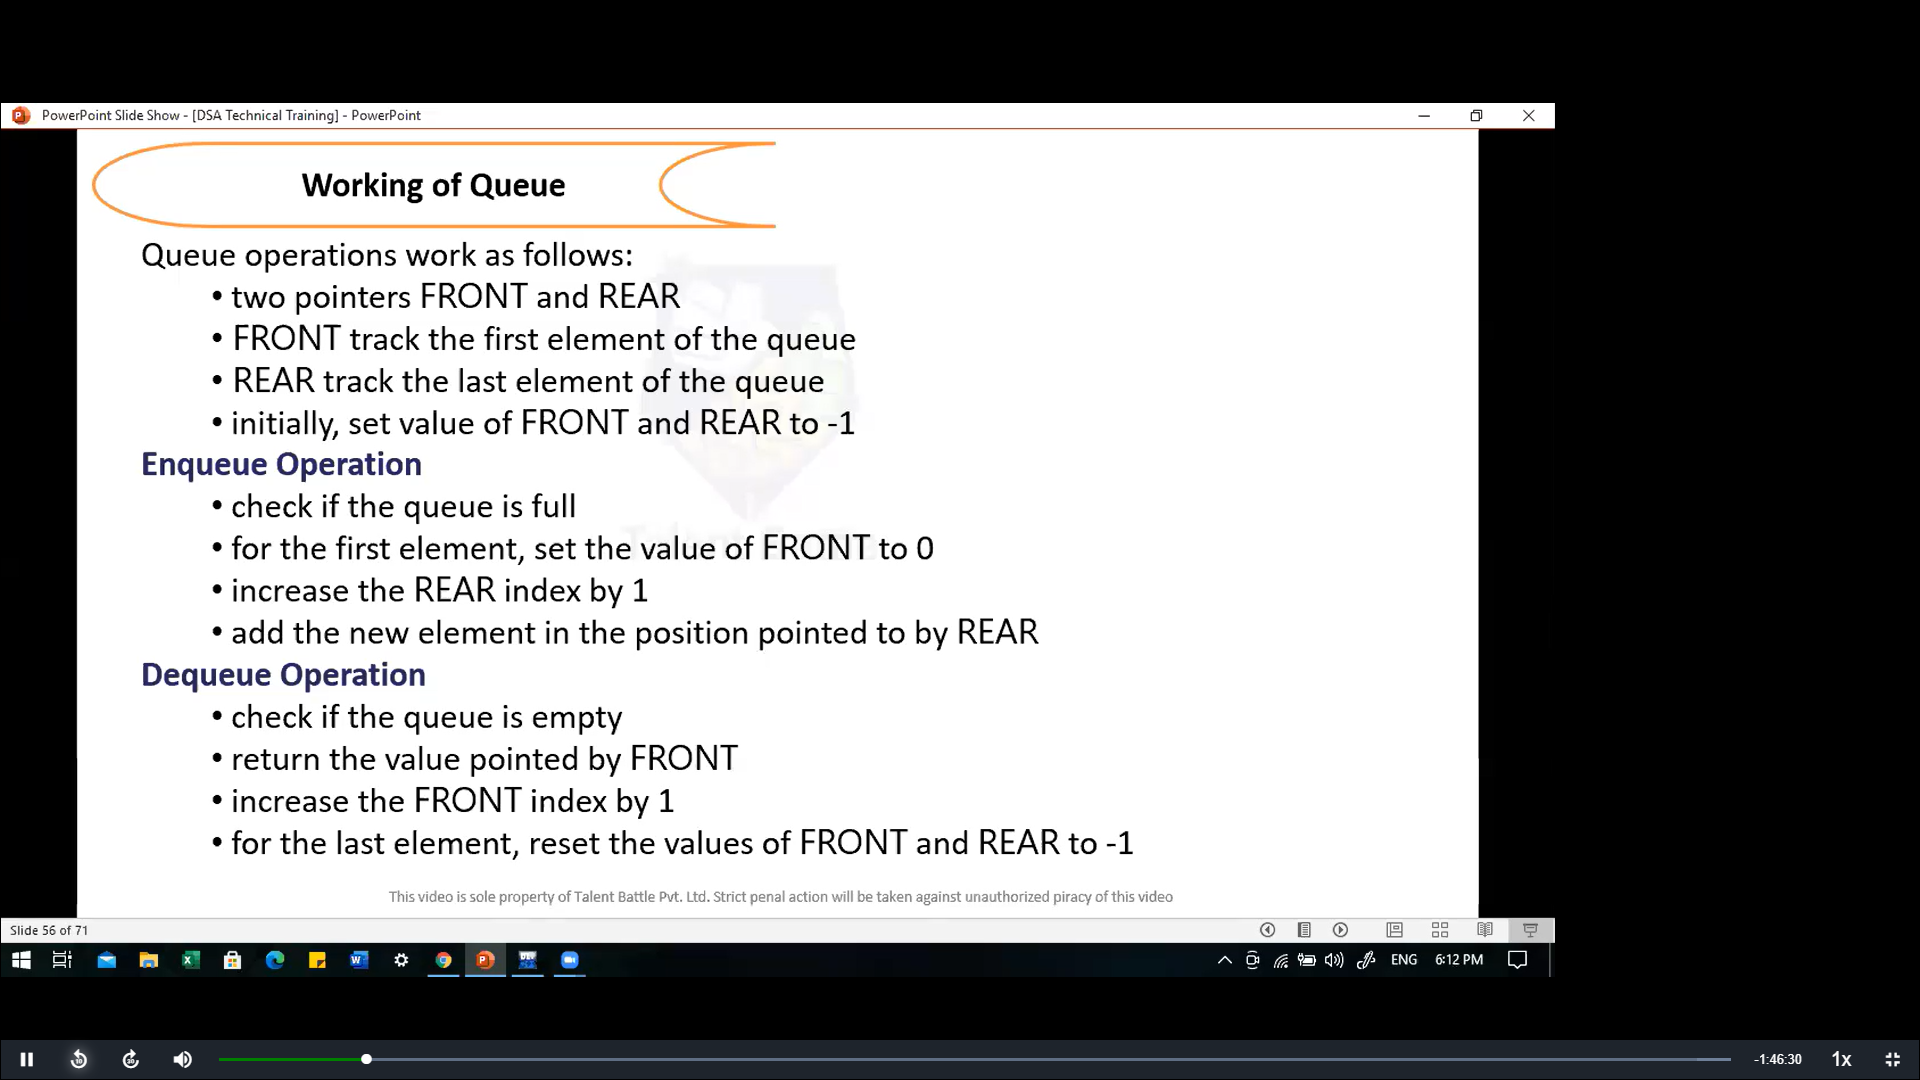 PowerPoint Slide Show - [DSA Technical Training] - PowerPoint
Working of Queue
Queue operations work as follows:
• two pointers FRONT and REAR
• FRONT track the first element of the queue
• REAR track the last element of the queue
• initially, set value of FRONT and REAR to -1
Enqueue Operation
• check if the queue is full
• for the first element, set the value of FRONT to 0
• increase the REAR index by 1
• add the new element in the position pointed to by REAR
Dequeue Operation
• check if the queue is empty
• return the value pointed by FRONT
• increase the FRONT index by 1
• for the last element, reset the values of FRONT and REAR to -1
This video is sole property of Talent Battle Pvt. Ltd. Strict penal action will be taken against unauthorized piracy of this video
Slide 56 of 71
ENG 6:12 PM
-1:46:30 1x